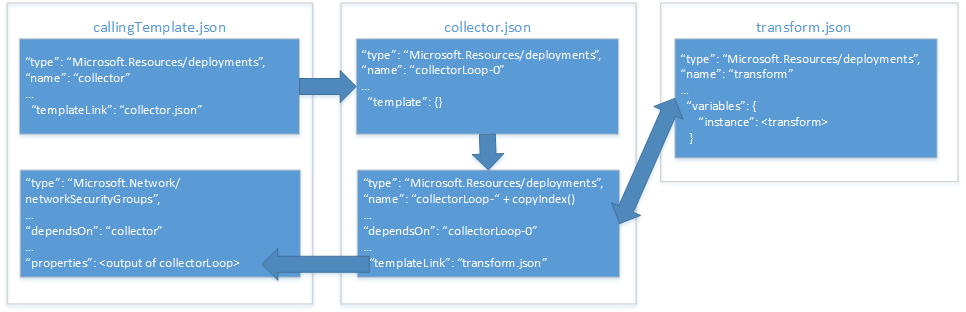 callingTemplate.json
“type”: “Microsoft.Resources/deployments”,
“name”: “collector”
...
“templateLink”: “collector.json”
“type”: “Microsoft.Network/
networkSecurityGroups”,
...
“dependsOn”: “collector”
...
“properties”: <output of collectorLoop>
collector.json
“type”: “Microsoft.Resources/deployments”,
“name”: “collectorLoop-0”
...
“template”: {}
“type”: “Microsoft.Resources/deployments”,
“name”: “collectorLoop-“ + copyIndex()
...
“dependsOn”: “collectorLoop-0”
...
“templateLink”: “transform.json”
transform.json
“type”: “Microsoft.Resources/deployments”,
“name”: “transform”
...
“variables”: {
“instance”: <transform>
}